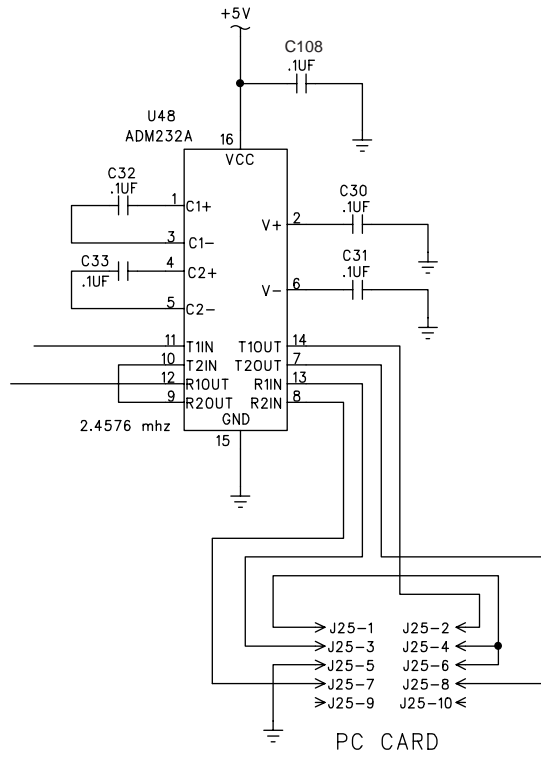 +5V
C108
.1UF
U48
ADM232A
16
VCC
C32
.1UF
1
C1+
3
C1-
C33
.1UF
4
C2+
5
C2-
C30
.1UF
2
V+
C31
.1UF
6
V-
11
T1IN
T1OUT
14
10
T2IN
T2OUT
7
12
R1OUT
R1IN
13
9
R2OUT
R2IN
8
GND
2.4576 mhz
15
J25-1
J25-2
J25-3
J25-4
J25-5
J25-6
J25-7
J25-8
J25-9
J25-10
PC CARD